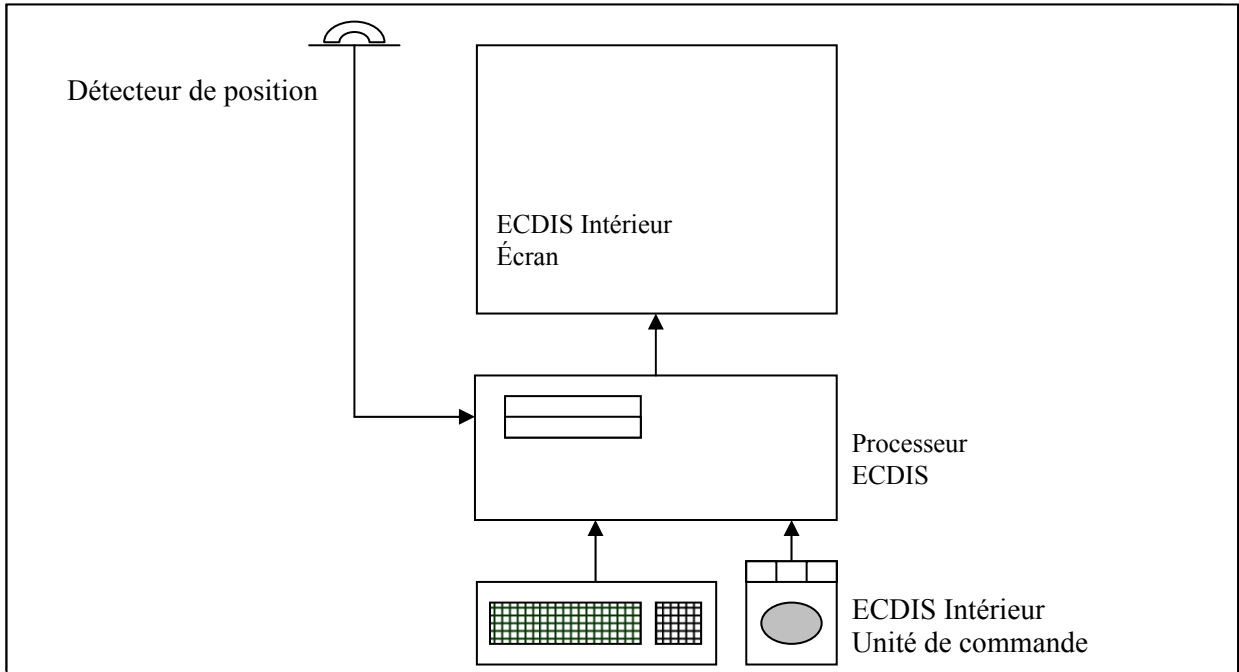 Détecteur de position
ECDIS Intérieur
Écran
Processeur
ECDIS
ECDIS Intérieur
Unité de commande